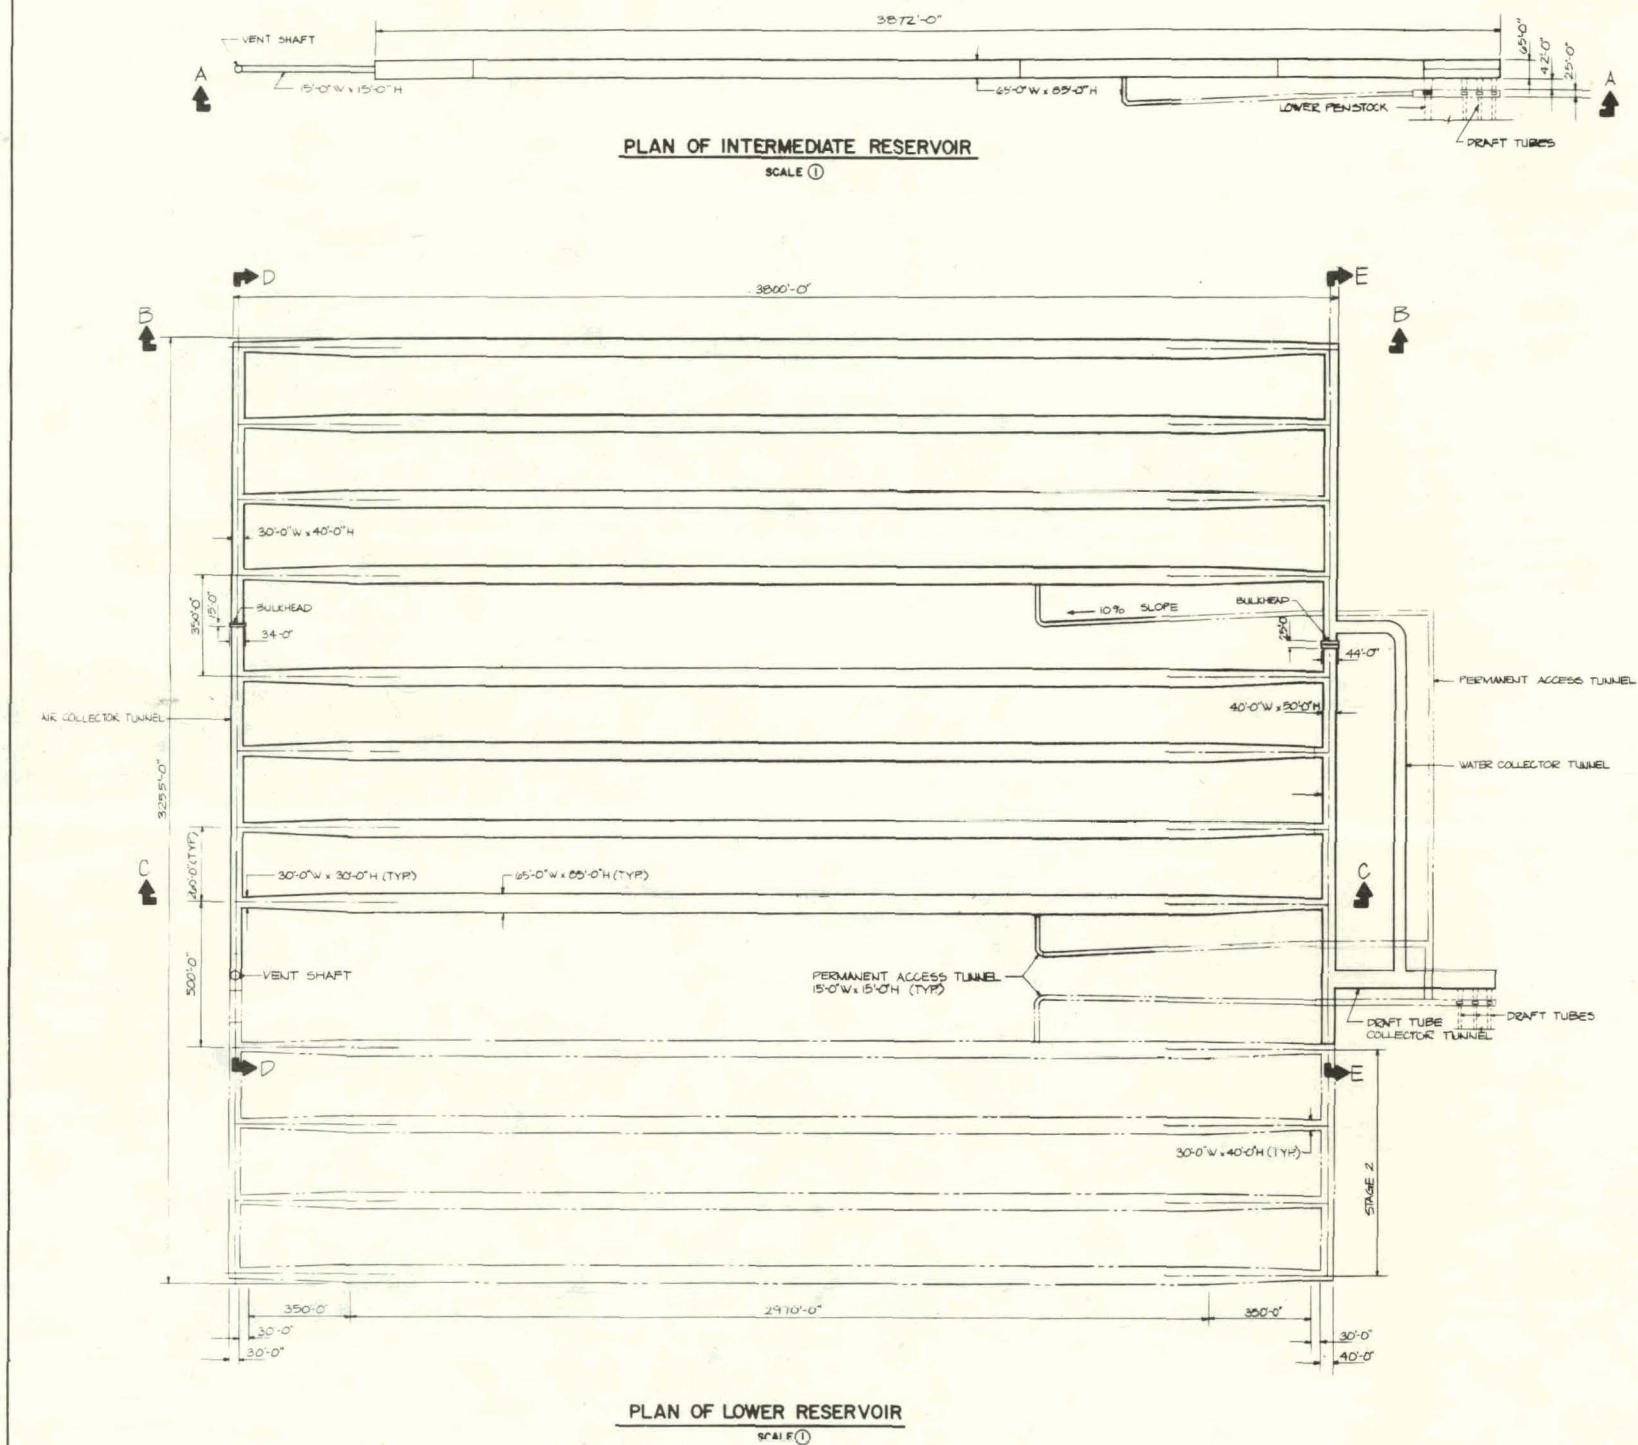 3872'-0"
VENT SHAFT
A
15'-0"W x 15'-0"H
65'-0"W x 85'-0"H
65'-0"
42'-0"
25'-0"
A
LOWER PENSTOCK
DRAFT TUBES
PLAN OF INTERMEDIATE RESERVOIR
SCALE ①
D
E
3800'-0"
B
B
30'-0"W x 40'-0"H
350'-0"
15'-0"
BULKHEAD
34'-0"
10% SLOPE
BULKHEAD
25'-0"
44'-0"
PERMANENT ACCESS TUNNEL
40'-0"W x 50'-0"H
AIR COLLECTOR TUNNEL
WATER COLLECTOR TUNNEL
3255'-0"
C
C
30'-0"W x 30'-0"H (TYP.)
65'-0"W x 85'-0"H (TYP.)
500'-0"
VENT SHAFT
PERMANENT ACCESS TUNNEL
15'-0"W x 15'-0"H (TYP.)
DRAFT TUBE
COLLECTOR TUNNEL
DRAFT TUBES
D
E
30'-0"W x 40'-0"H (TYP.)
STAGE 2
350'-0"
2970'-0"
350'-0"
30'-0"
30'-0"
30'-0"
40'-0"
PLAN OF LOWER RESERVOIR
SCALE ①